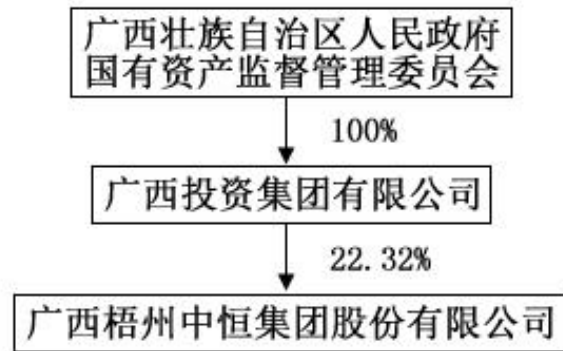 广西壮族自治区人民政府
国有资产监督管理委员会
100%
广西投资集团有限公司
22.32%
广西梧州中恒集团股份有限公司